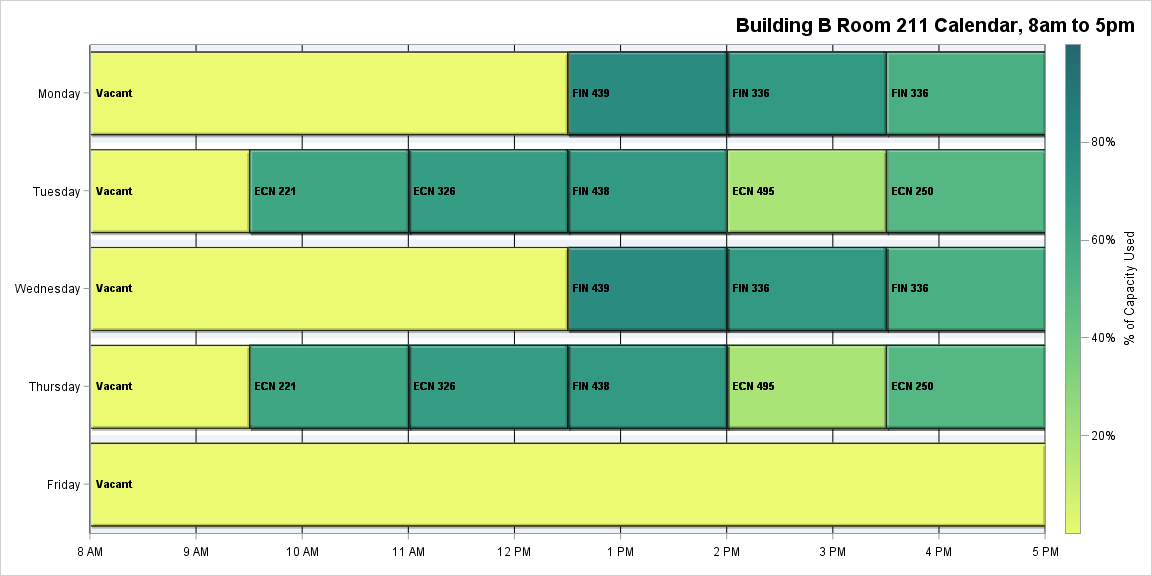 Building B Room 211 Calendar, 8am to 5pm
Monday
Vacant
FIN 439
FIN 336
FIN 336
Tuesday
Vacant
ECN 221
ECN 326
FIN 438
ECN 495
ECN 250
Wednesday
Vacant
FIN 439
FIN 336
FIN 336
Thursday
Vacant
ECN 221
ECN 326
FIN 438
ECN 495
ECN 250
Friday
Vacant
8 AM
9 AM
10 AM
11 AM
12 PM
1 PM
2 PM
3 PM
4 PM
5 PM
80%
60%
40%
20%
% of Capacity Used